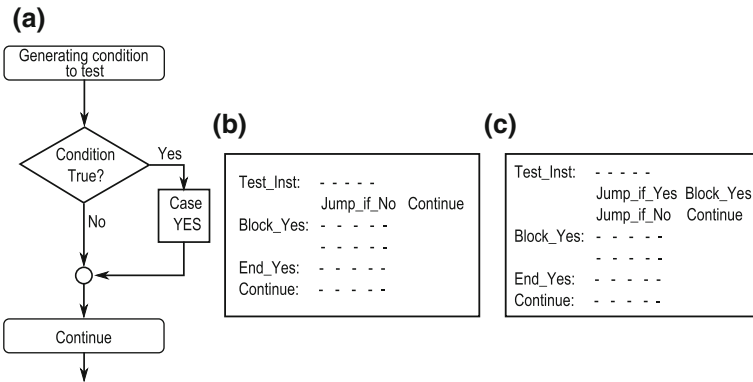 (a)
Generating condition
to test
Condition
True?
Yes
No
Case
YES
Continue
(b)
Test_Inst: - - - - -
Jump_if_No Continue
Block_Yes: - - - - -
- - - - -
End_Yes: - - - - -
Continue: - - - - -
(c)
Test_Inst: - - - - -
Jump_if_Yes Block_Yes
Jump_if_No Continue
Block_Yes: - - - - -
- - - - -
End_Yes: - - - - -
Continue: - - - - -